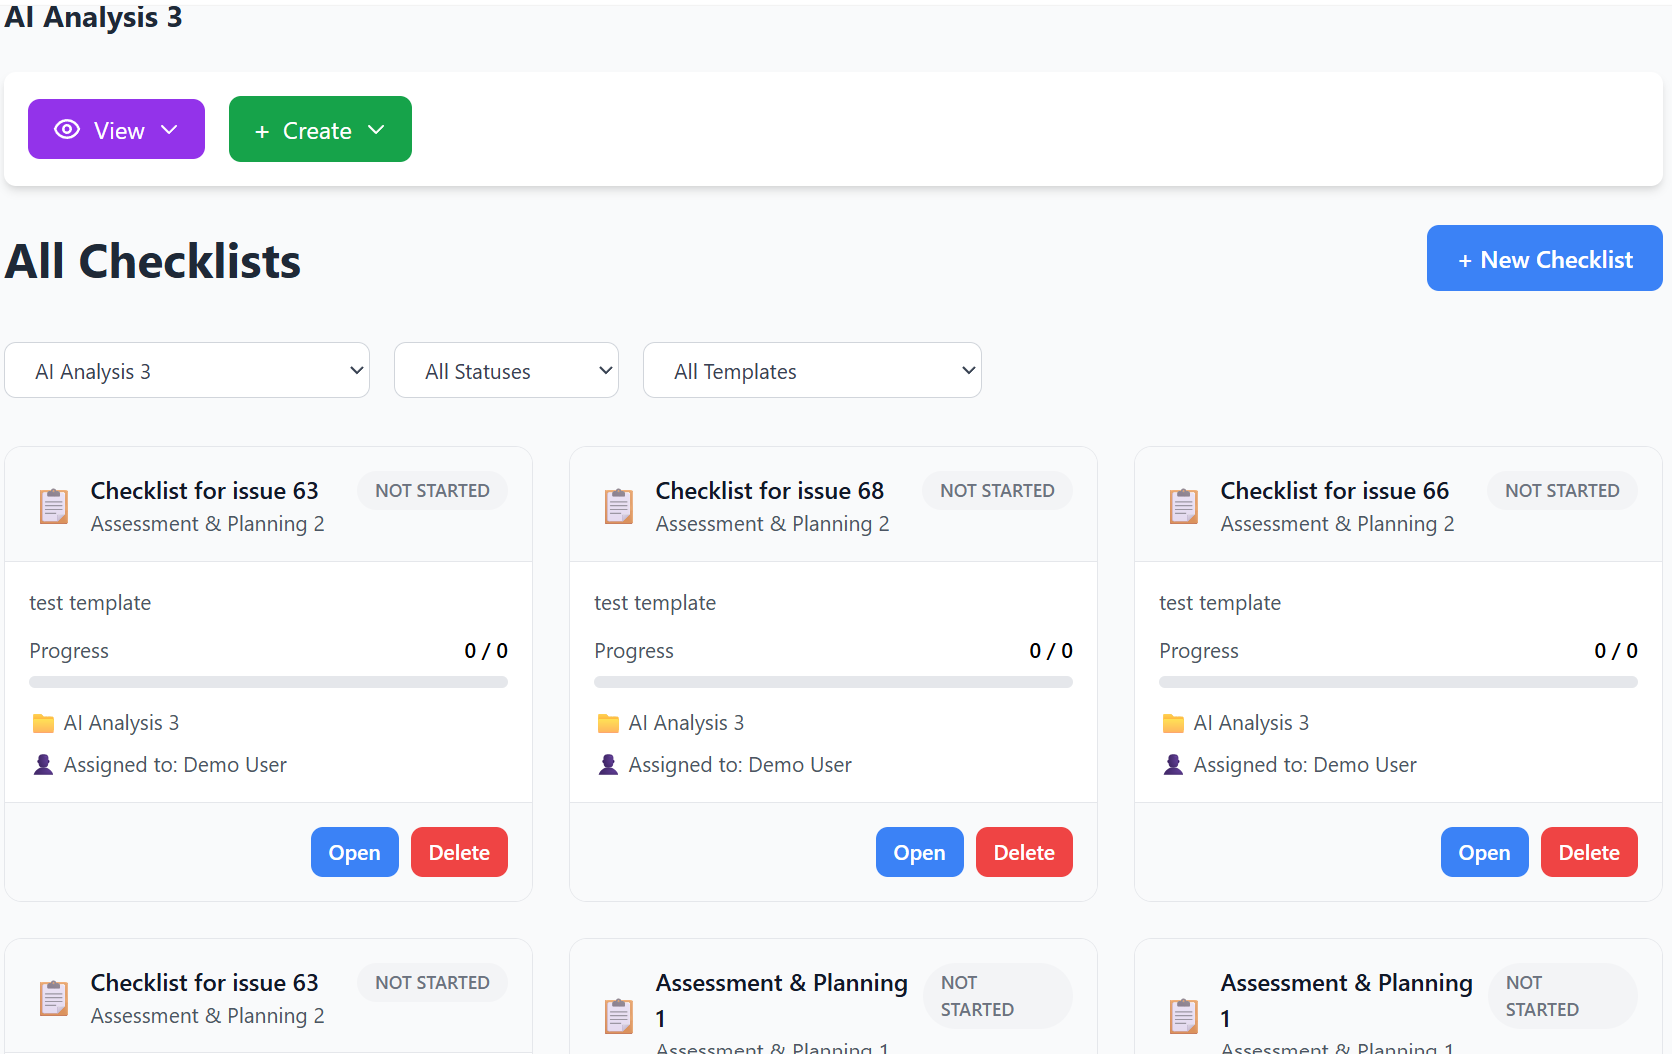 AI Analysis 3
View
+ Create
All Checklists
+ New Checklist
AI Analysis 3
All Statuses
All Templates
Checklist for issue 63
NOT STARTED
Assessment & Planning 2
test template
Progress
0 / 0
AI Analysis 3
Assigned to: Demo User
Open
Delete
Checklist for issue 68
NOT STARTED
Assessment & Planning 2
test template
Progress
0 / 0
AI Analysis 3
Assigned to: Demo User
Open
Delete
Checklist for issue 66
NOT STARTED
Assessment & Planning 2
test template
Progress
0 / 0
AI Analysis 3
Assigned to: Demo User
Open
Delete
Checklist for issue 63
NOT STARTED
Assessment & Planning 2
Assessment & Planning
1
NOT
STARTED
Assessment & Planning 1
Assessment & Planning
1
NOT
STARTED
Assessment & Planning 1